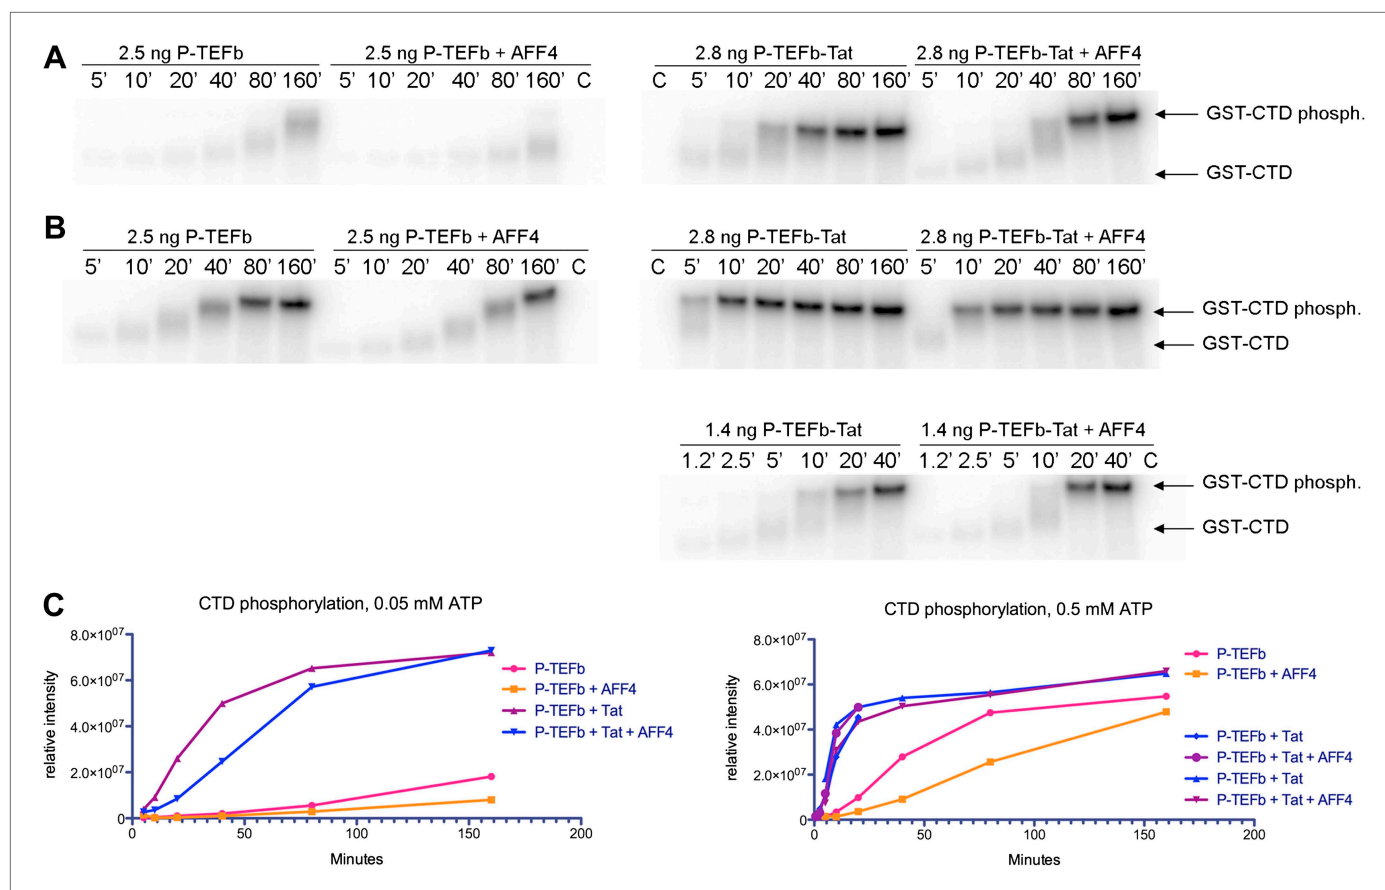 A
2.5 ng P-TEFb 2.5 ng P-TEFb + AFF4 2.8 ng P-TEFb-Tat 2.8 ng P-TEFb-Tat + AFF4
5’ 10’ 20’ 40’ 80’ 160’ 5’ 10’ 20’ 40’ 80’ 160’ C C 5’ 10’ 20’ 40’ 80’ 160’ 5’ 10’ 20’ 40’ 80’ 160’
GST-CTD phosph.
GST-CTD
B
2.5 ng P-TEFb 2.5 ng P-TEFb + AFF4 2.8 ng P-TEFb-Tat 2.8 ng P-TEFb-Tat + AFF4
5’ 10’ 20’ 40’ 80’ 160’ 5’ 10’ 20’ 40’ 80’ 160’ C C 5’ 10’ 20’ 40’ 80’ 160’ 5’ 10’ 20’ 40’ 80’ 160’
GST-CTD phosph.
GST-CTD
1.4 ng P-TEFb-Tat 1.4 ng P-TEFb-Tat + AFF4
1.2’ 2.5’ 5’ 10’ 20’ 40’ 1.2’ 2.5’ 5’ 10’ 20’ 40’ C
GST-CTD phosph.
GST-CTD
C
CTD phosphorylation, 0.05 mM ATP
relative intensity
8.0×10⁰⁷
6.0×10⁰⁷
4.0×10⁰⁷
2.0×10⁰⁷
0
0 50 100 150 200
Minutes
P-TEFb
P-TEFb + AFF4
P-TEFb + Tat
P-TEFb + Tat + AFF4
CTD phosphorylation, 0.5 mM ATP
relative intensity
8.0×10⁰⁷
6.0×10⁰⁷
4.0×10⁰⁷
2.0×10⁰⁷
0
0 50 100 150 200
Minutes
P-TEFb
P-TEFb + AFF4
P-TEFb + Tat
P-TEFb + Tat + AFF4
P-TEFb + Tat
P-TEFb + Tat + AFF4